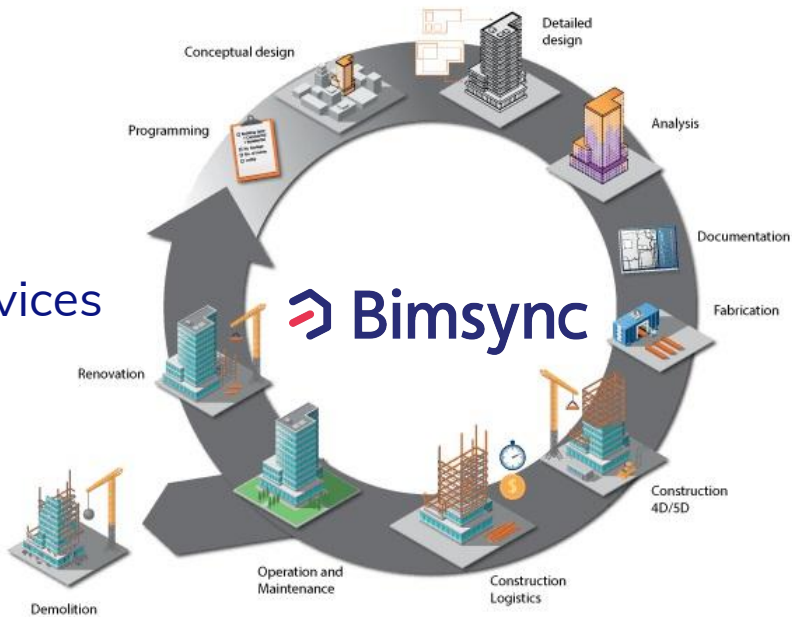 Detailed
design
Conceptual design
Analysis
Programming
Documentation
vices
Bimsync
Fabrication
Renovation
$
Construction
4D/5D
Operation and
Maintenance
Construction
Logistics
Demolition